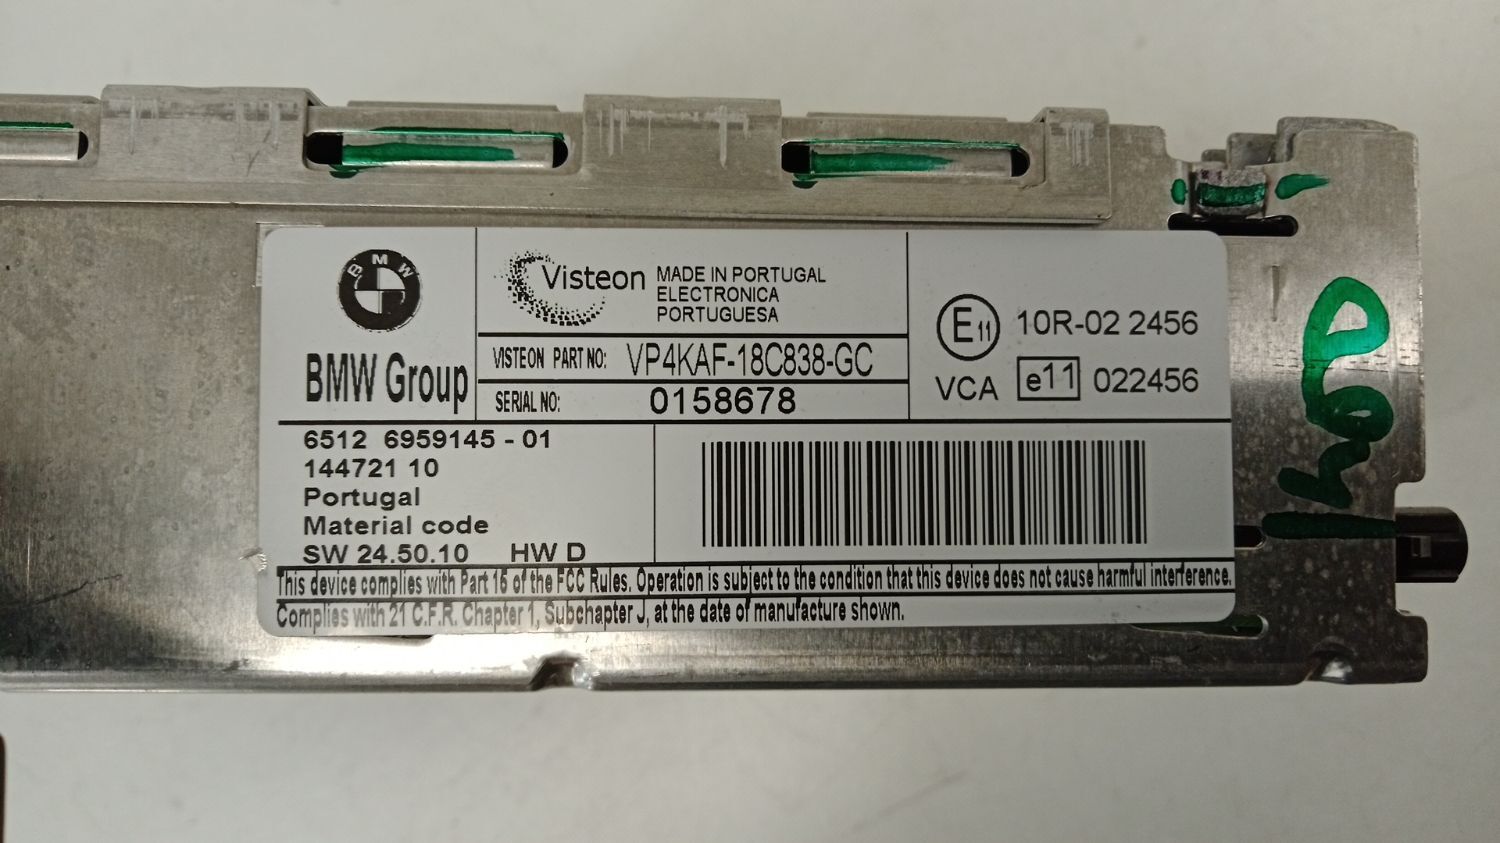 BMW
BMW Group
Visteon
MADE IN PORTUGAL
ELECTRONICA
PORTUGUESA
VISTEON PART NO: VP4KAF-18C838-GC
SERIAL NO: 0158678
E11 10R-02 2456
VCA e11 022456
6512 6959145 - 01
144721 10
Portugal
Material code
SW 24.50.10 HW D
This device complies with Part 15 of the FCC Rules. Operation is subject to the condition that this device does not cause harmful interference.
Complies with 21 C.F.R. Chapter 1, Subchapter J, at the date of manufacture shown.